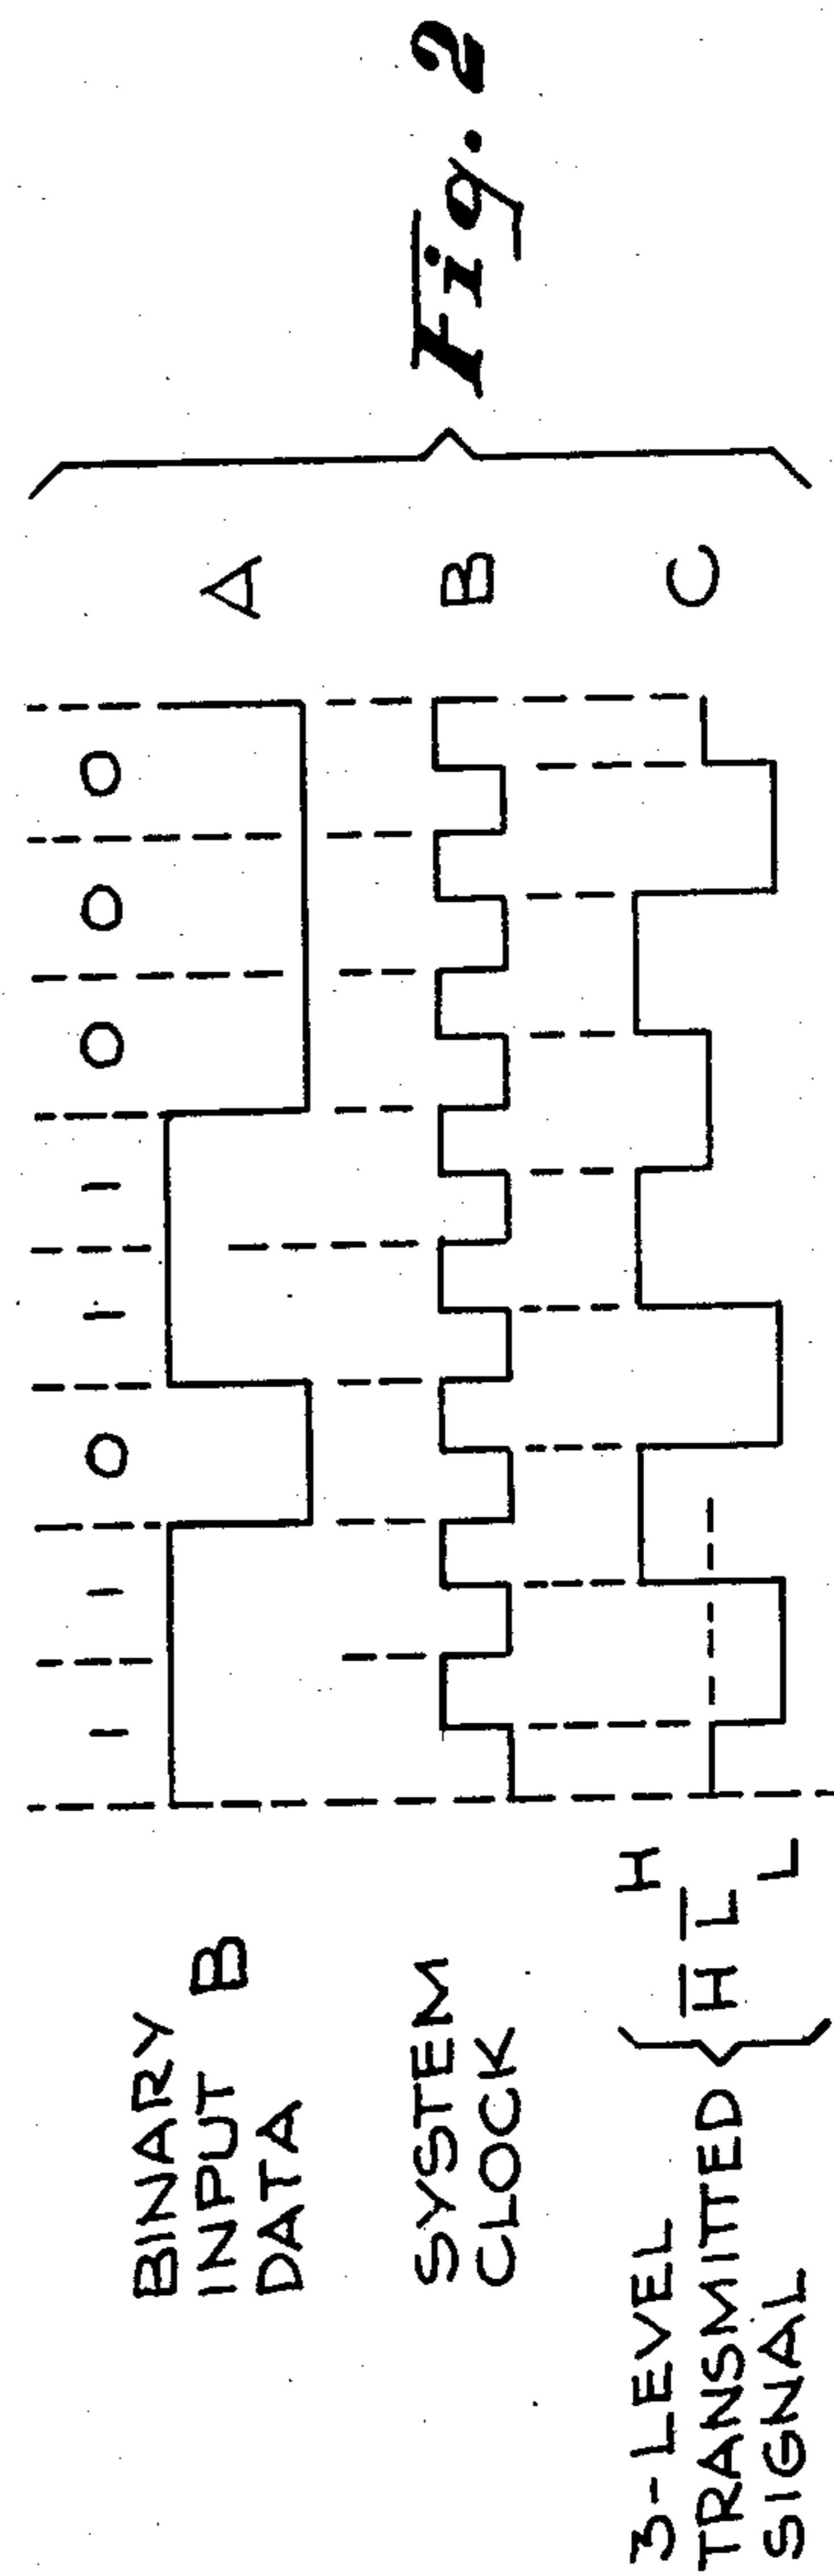 BINARY
INPUT B
DATA
1 1 0 1 1 0 0 0
A
SYSTEM
CLOCK
B
3-LEVEL
TRANSMITTED
SIGNAL
H
H̅ L̅
L
C
Fig. 2